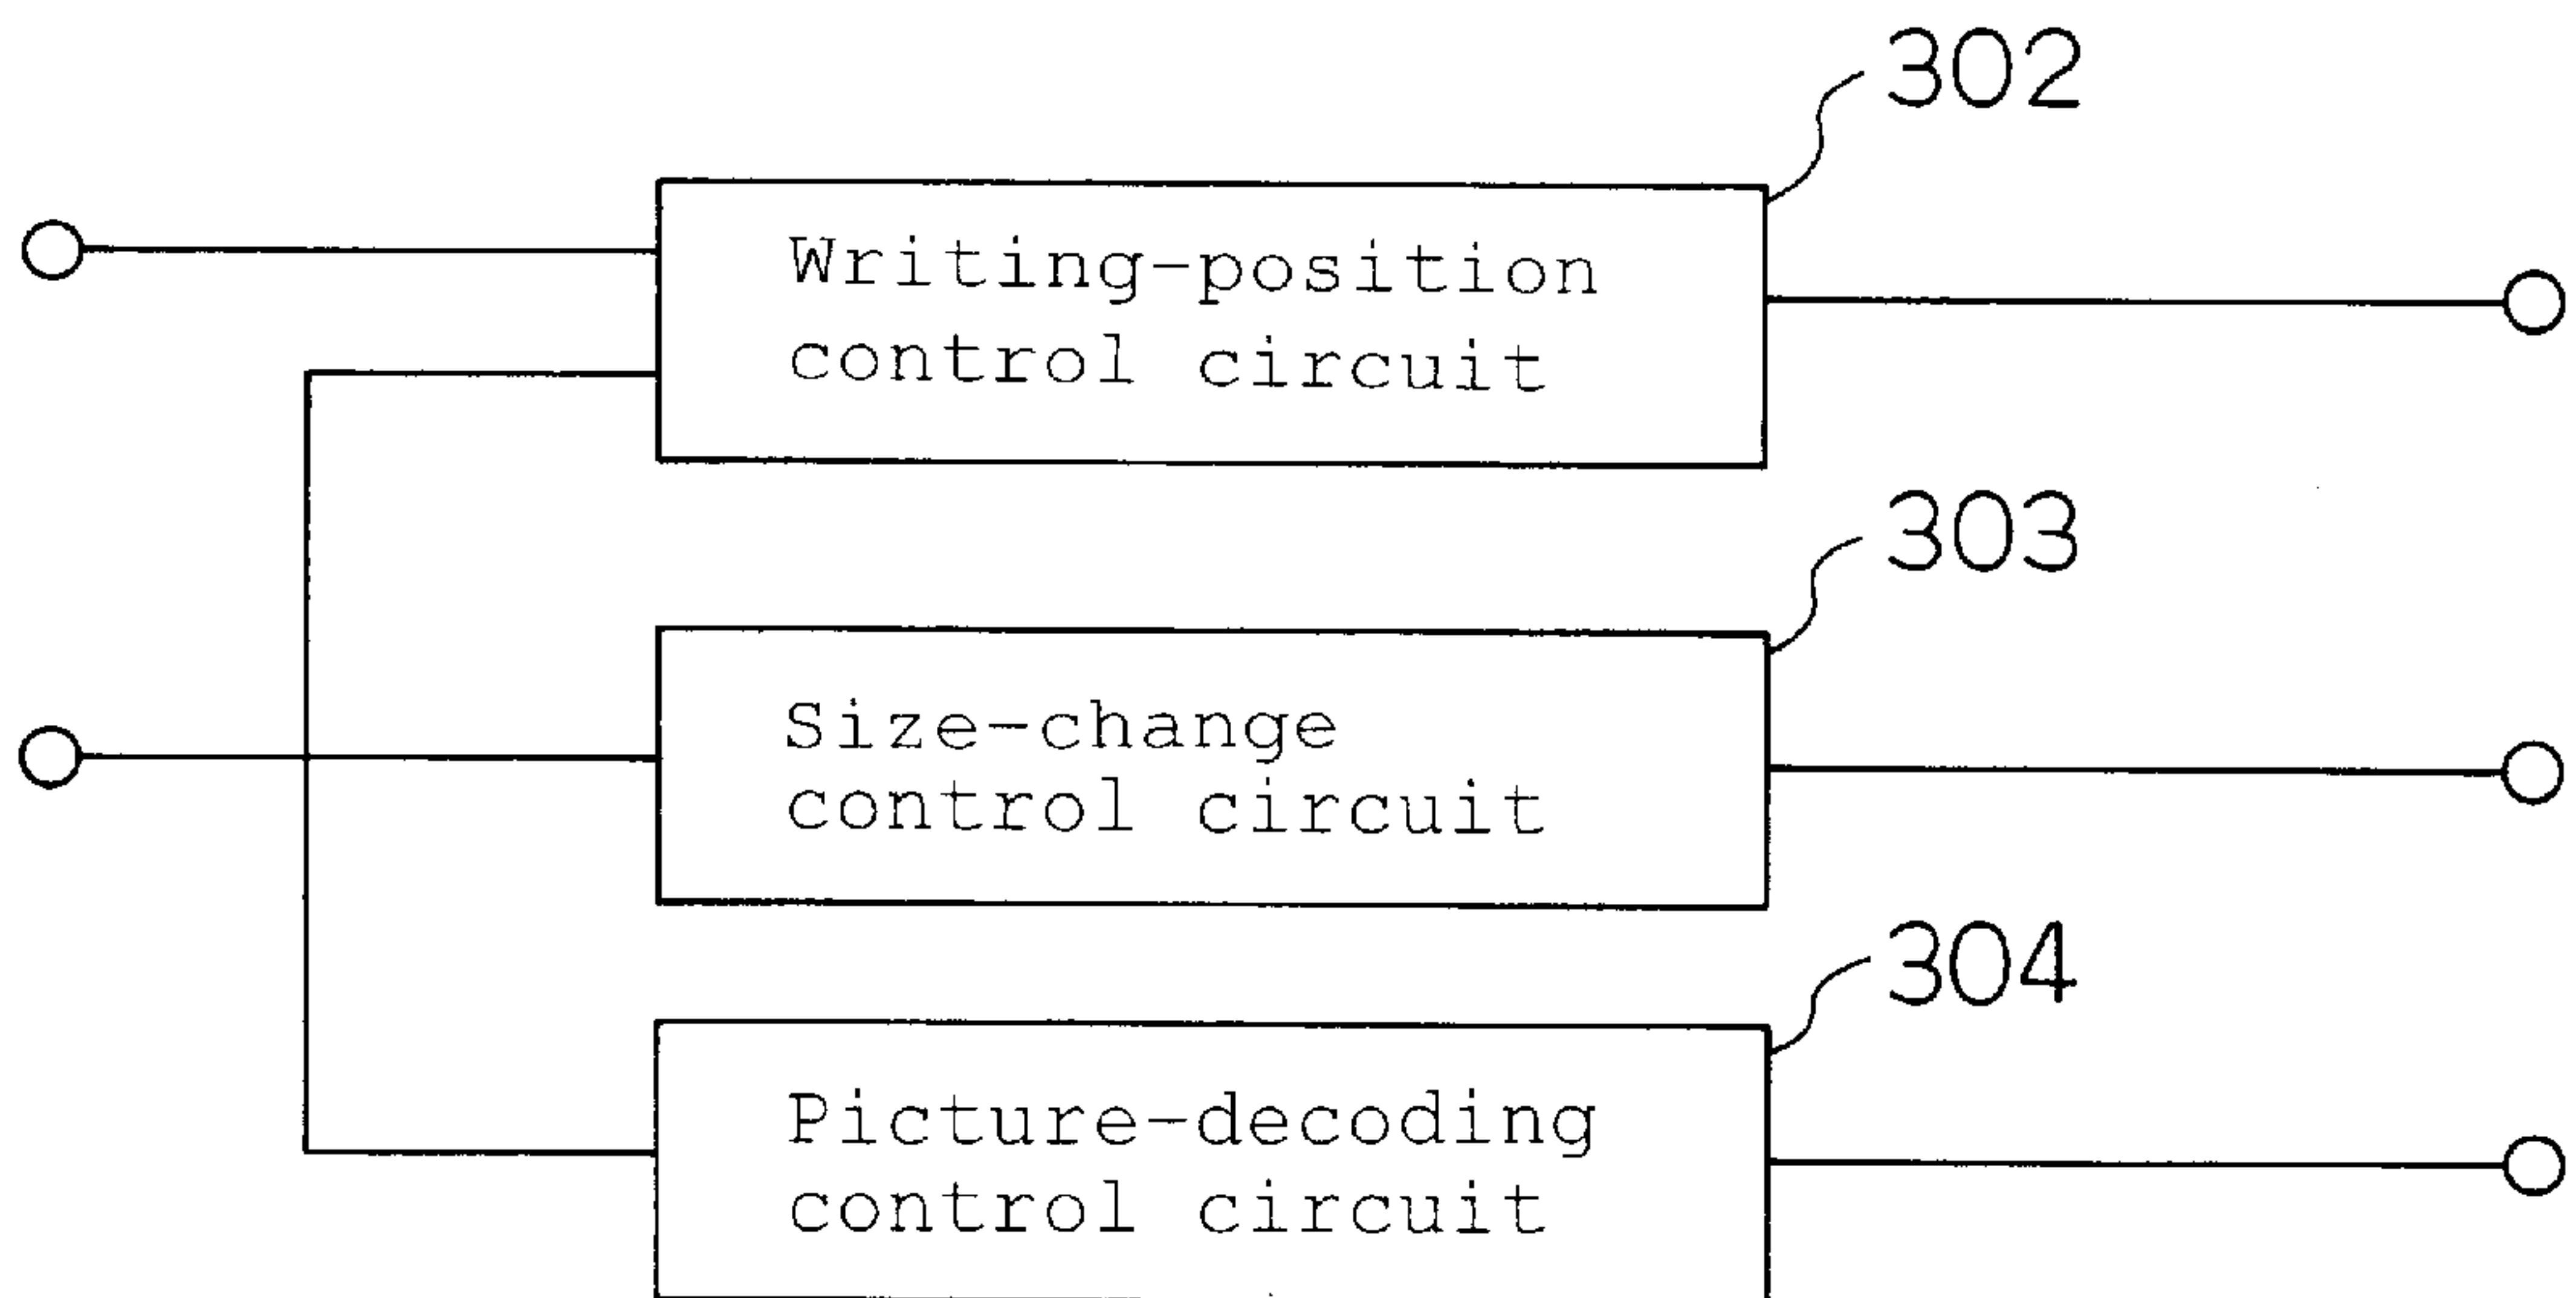 302
Writing-position
control circuit
303
Size-change
control circuit
304
Picture-decoding
control circuit